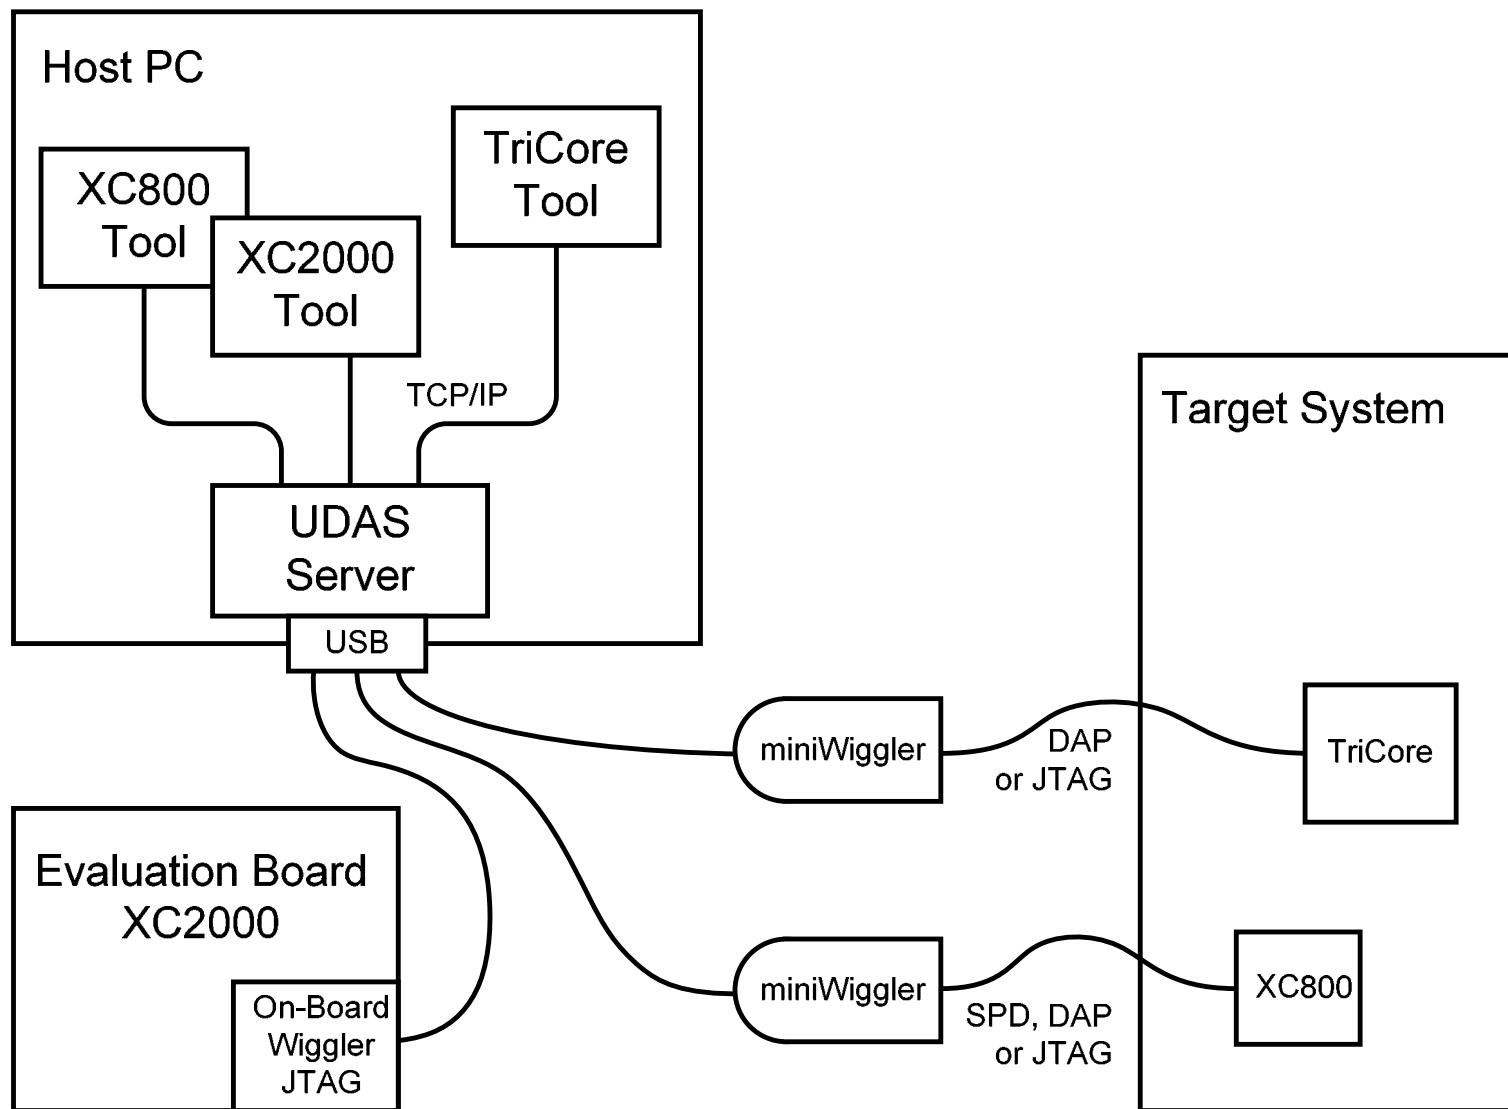 Host PC
XC800
Tool
XC2000
Tool
TriCore
Tool
TCP/IP
UDAS
Server
USB
Target System
miniWiggler
DAP
or JTAG
TriCore
Evaluation Board
XC2000
On-Board
Wiggler
JTAG
miniWiggler
SPD, DAP
or JTAG
XC800